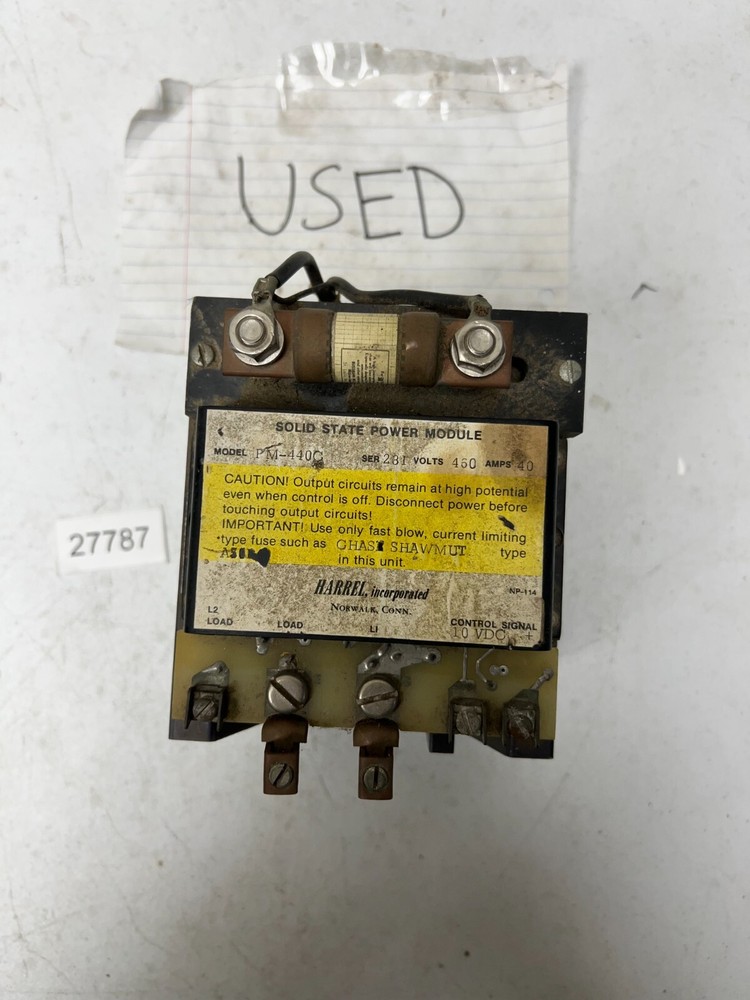 USED
SOLID STATE POWER MODULE
MODEL PM-440C SER 281 VOLTS 450 AMPS 40
CAUTION! Output circuits remain at high potential
even when control is off. Disconnect power before
touching output circuits!
IMPORTANT! Use only fast blow, current limiting
type fuse such as CHASE SHAWMUT type
in this unit.
HARREL, incorporated
NORWALK, CONN.
NP-114
L2
LOAD LOAD L1 CONTROL SIGNAL
10 VDC +
27787